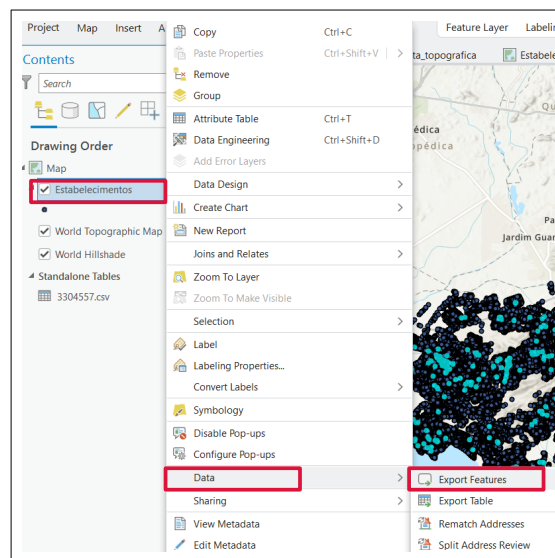 Project Map Insert A
Contents
Search
Drawing Order
Map
Estabelecimentos
World Topographic Map
World Hillshade
Standalone Tables
3304557.csv
Copy Ctrl+C
Paste Properties Ctrl+Shift+V
Remove
Group
Attribute Table Ctrl+T
Data Engineering Ctrl+Shift+D
Add Error Layers
Data Design
Create Chart
New Report
Joins and Relates
Zoom To Layer
Zoom To Make Visible
Selection
Label
Labeling Properties...
Convert Labels
Symbology
Disable Pop-ups
Configure Pop-ups
Data
Sharing
View Metadata
Edit Metadata
Feature Layer Labelin
ta_topografica Estabele
Qu
édica
opédica
Pa
Jardim Guar
Export Features
Export Table
Rematch Addresses
Split Address Review